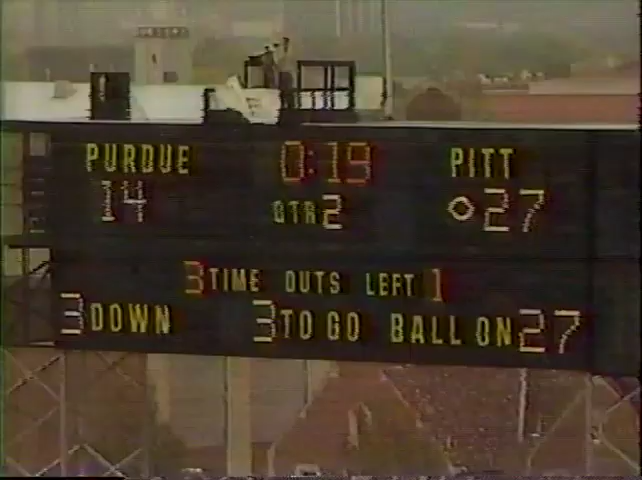 PURDUE 0:19 PITT
14 QTR 2 27
3 TIME OUTS LEFT 1
3 DOWN 3 TO GO BALL ON 27